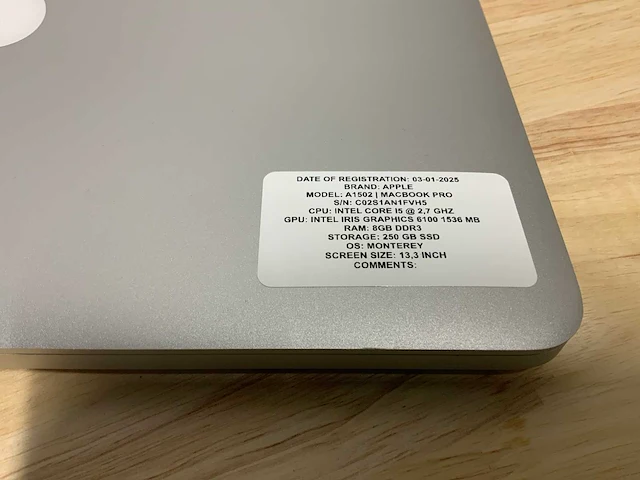 DATE OF REGISTRATION: 03-01-2025
BRAND: APPLE
MODEL: A1502 | MACBOOK PRO
S/N: C02S1AN1FVH5
CPU: INTEL CORE I5 @ 2,7 GHZ
GPU: INTEL IRIS GRAPHICS 6100 1536 MB
RAM: 8GB DDR3
STORAGE: 250 GB SSD
OS: MONTEREY
SCREEN SIZE: 13,3 INCH
COMMENTS: